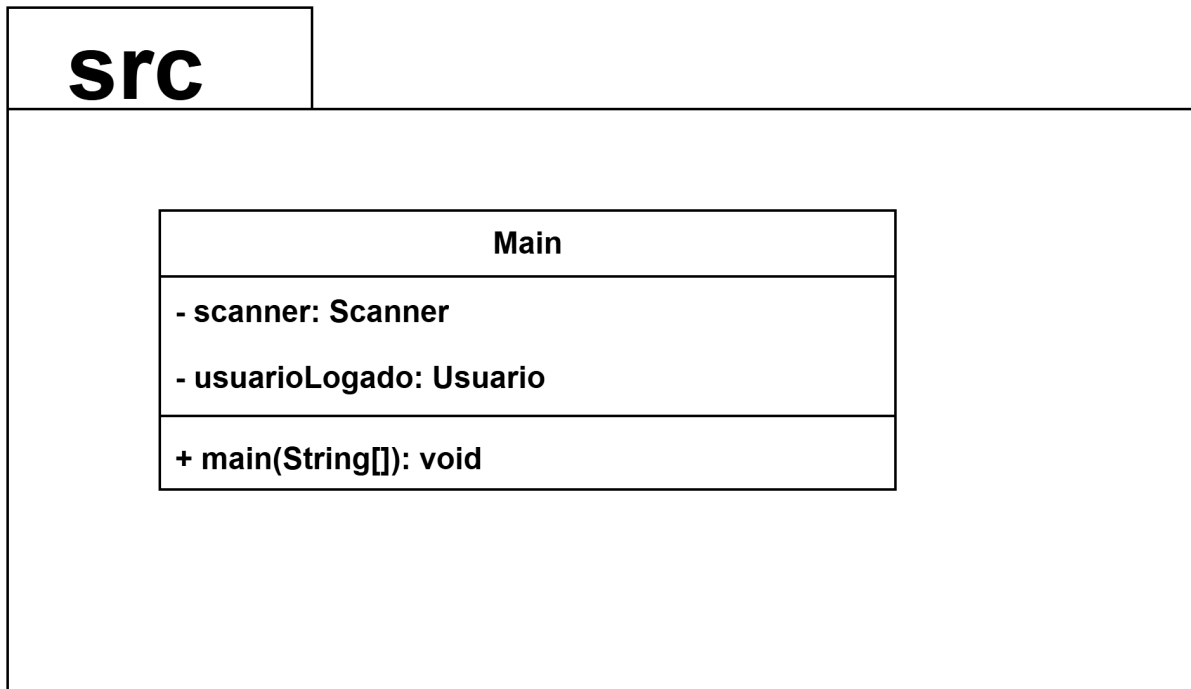 src
Main
- scanner: Scanner
- usuarioLogado: Usuario
+ main(String[]): void